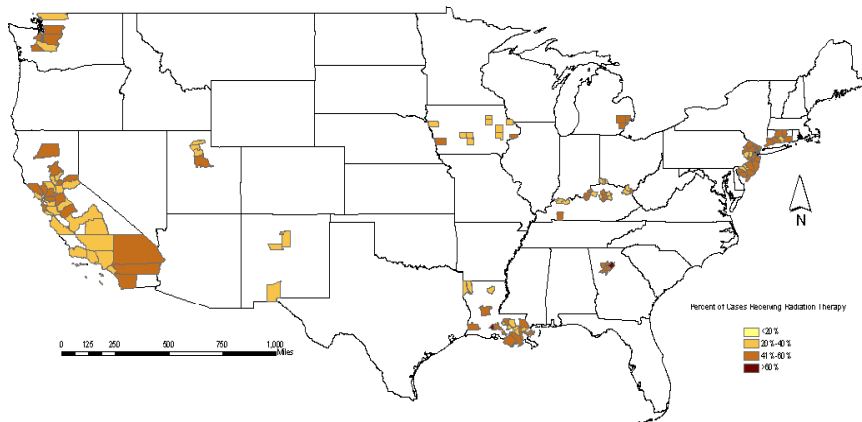 N
Percent of Cases Receiving Radiation Therapy
<20%
20%-40%
41%-60%
>60%
0 125 250 500 750 1,000
Miles